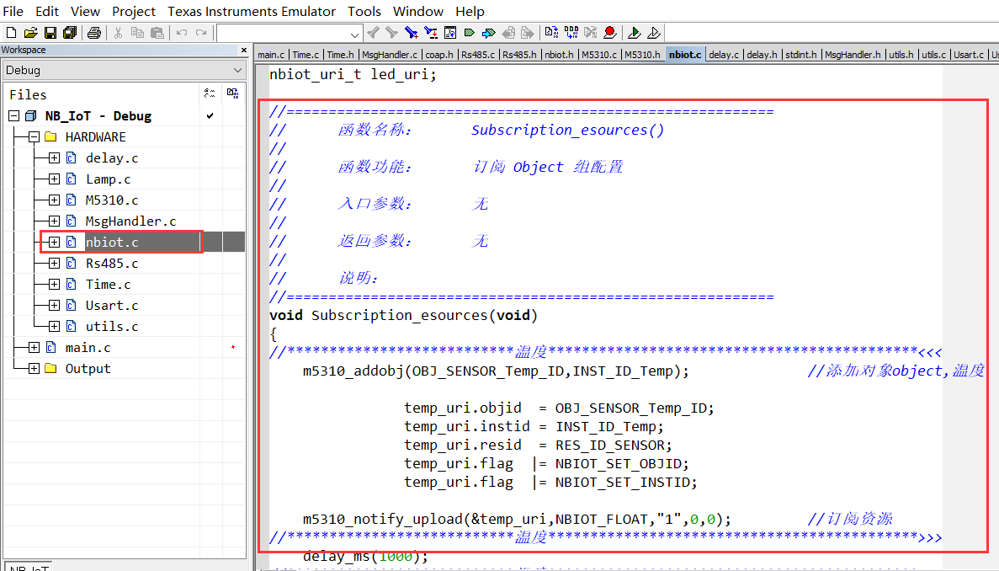 File Edit View Project Texas Instruments Emulator Tools Window Help
Workspace
Debug
Files
NB_IoT - Debug
HARDWARE
delay.c
Lamp.c
M5310.c
MsgHandler.c
nbiot.c
Rs485.c
Time.c
Usart.c
utils.c
main.c
Output
NB_IoT
main.c Time.c Time.h MsgHandler.c coap.h Rs485.c Rs485.h nbiot.h M5310.c M5310.h nbiot.c delay.c delay.h stdint.h MsgHandler.h utils.h utils.c Usart.c Us
nbiot_uri_t led_uri;
//==========================================================
// 函数名称: Subscription_esources()
//
// 函数功能: 订阅 Object 组配置
//
// 入口参数: 无
//
// 返回参数: 无
//
// 说明:
//==========================================================
void Subscription_esources(void)
{
//***************************温度********************************************<<<
m5310_addobj(OBJ_SENSOR_Temp_ID,INST_ID_Temp); //添加对象object,温度
temp_uri.objid = OBJ_SENSOR_Temp_ID;
temp_uri.instid = INST_ID_Temp;
temp_uri.resid = RES_ID_SENSOR;
temp_uri.flag |= NBIOT_SET_OBJID;
temp_uri.flag |= NBIOT_SET_INSTID;
m5310_notify_upload(&temp_uri,NBIOT_FLOAT,"1",0,0); //订阅资源
//***************************温度********************************************>>>
delay_ms(1000);